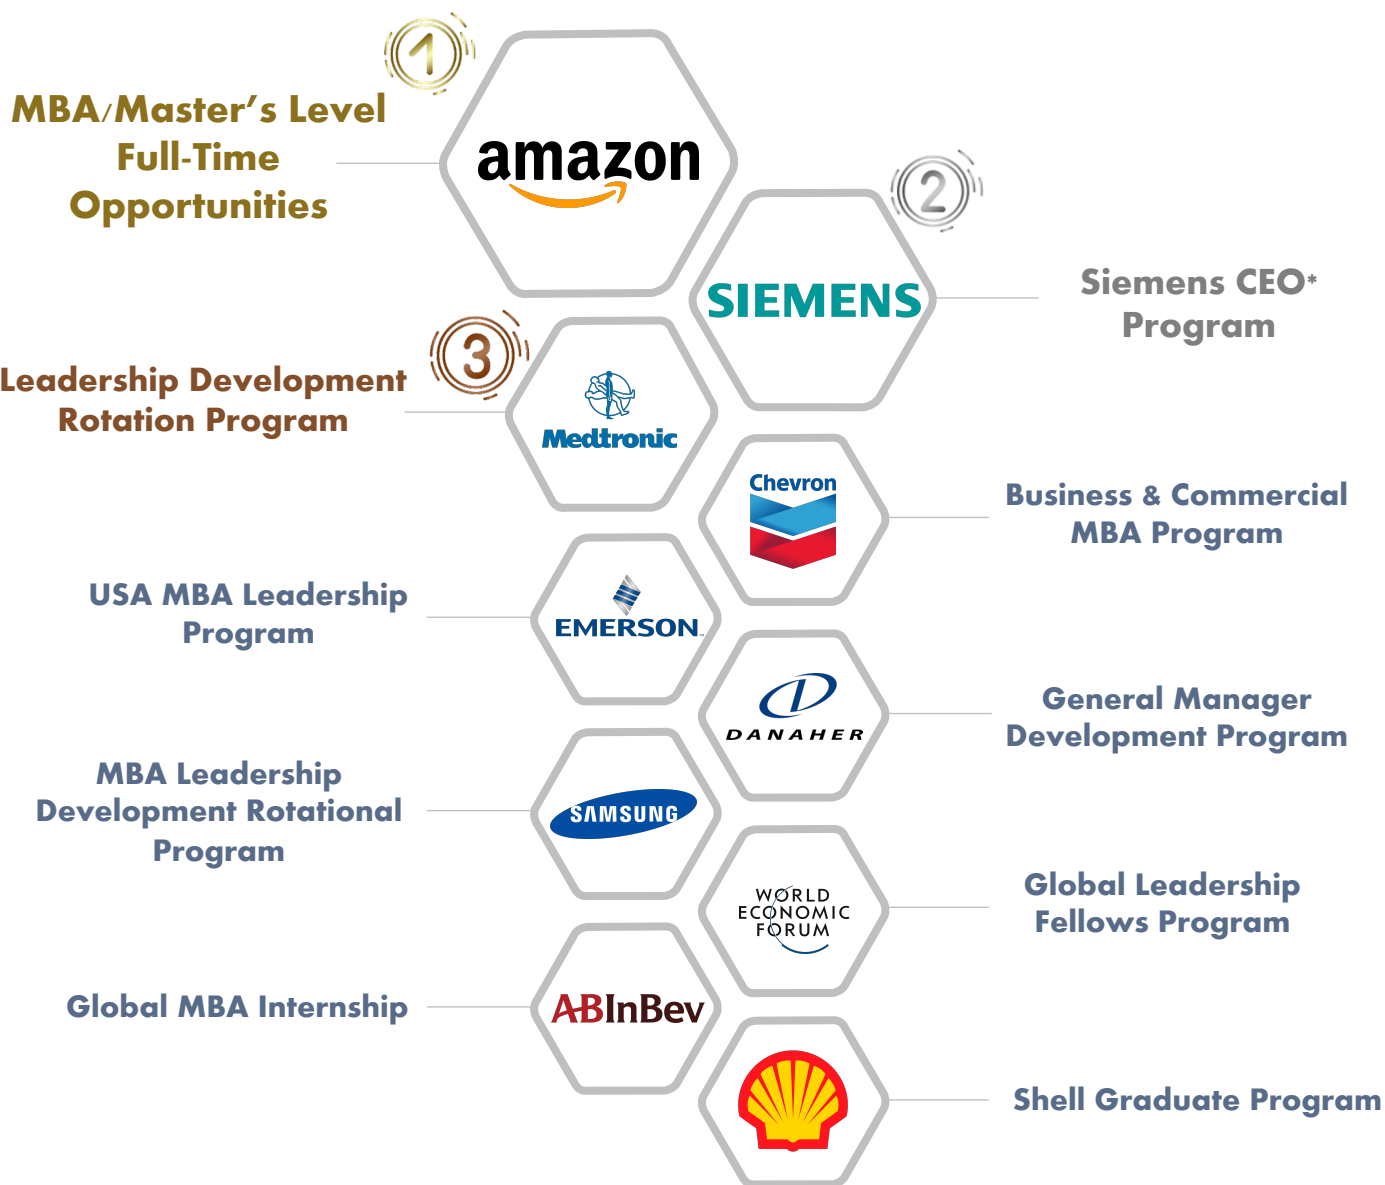 1
MBA/Master's Level
Full-Time
Opportunities
amazon
2
SIEMENS
Siemens CEO*
Program
3
Leadership Development
Rotation Program
Medtronic
Chevron
Business & Commercial
MBA Program
USA MBA Leadership
Program
EMERSON™
DANAHER
General Manager
Development Program
MBA Leadership
Development Rotational
Program
SAMSUNG
WORLD
ECONOMIC
FORUM
Global Leadership
Fellows Program
Global MBA Internship
ABInBev
Shell Graduate Program